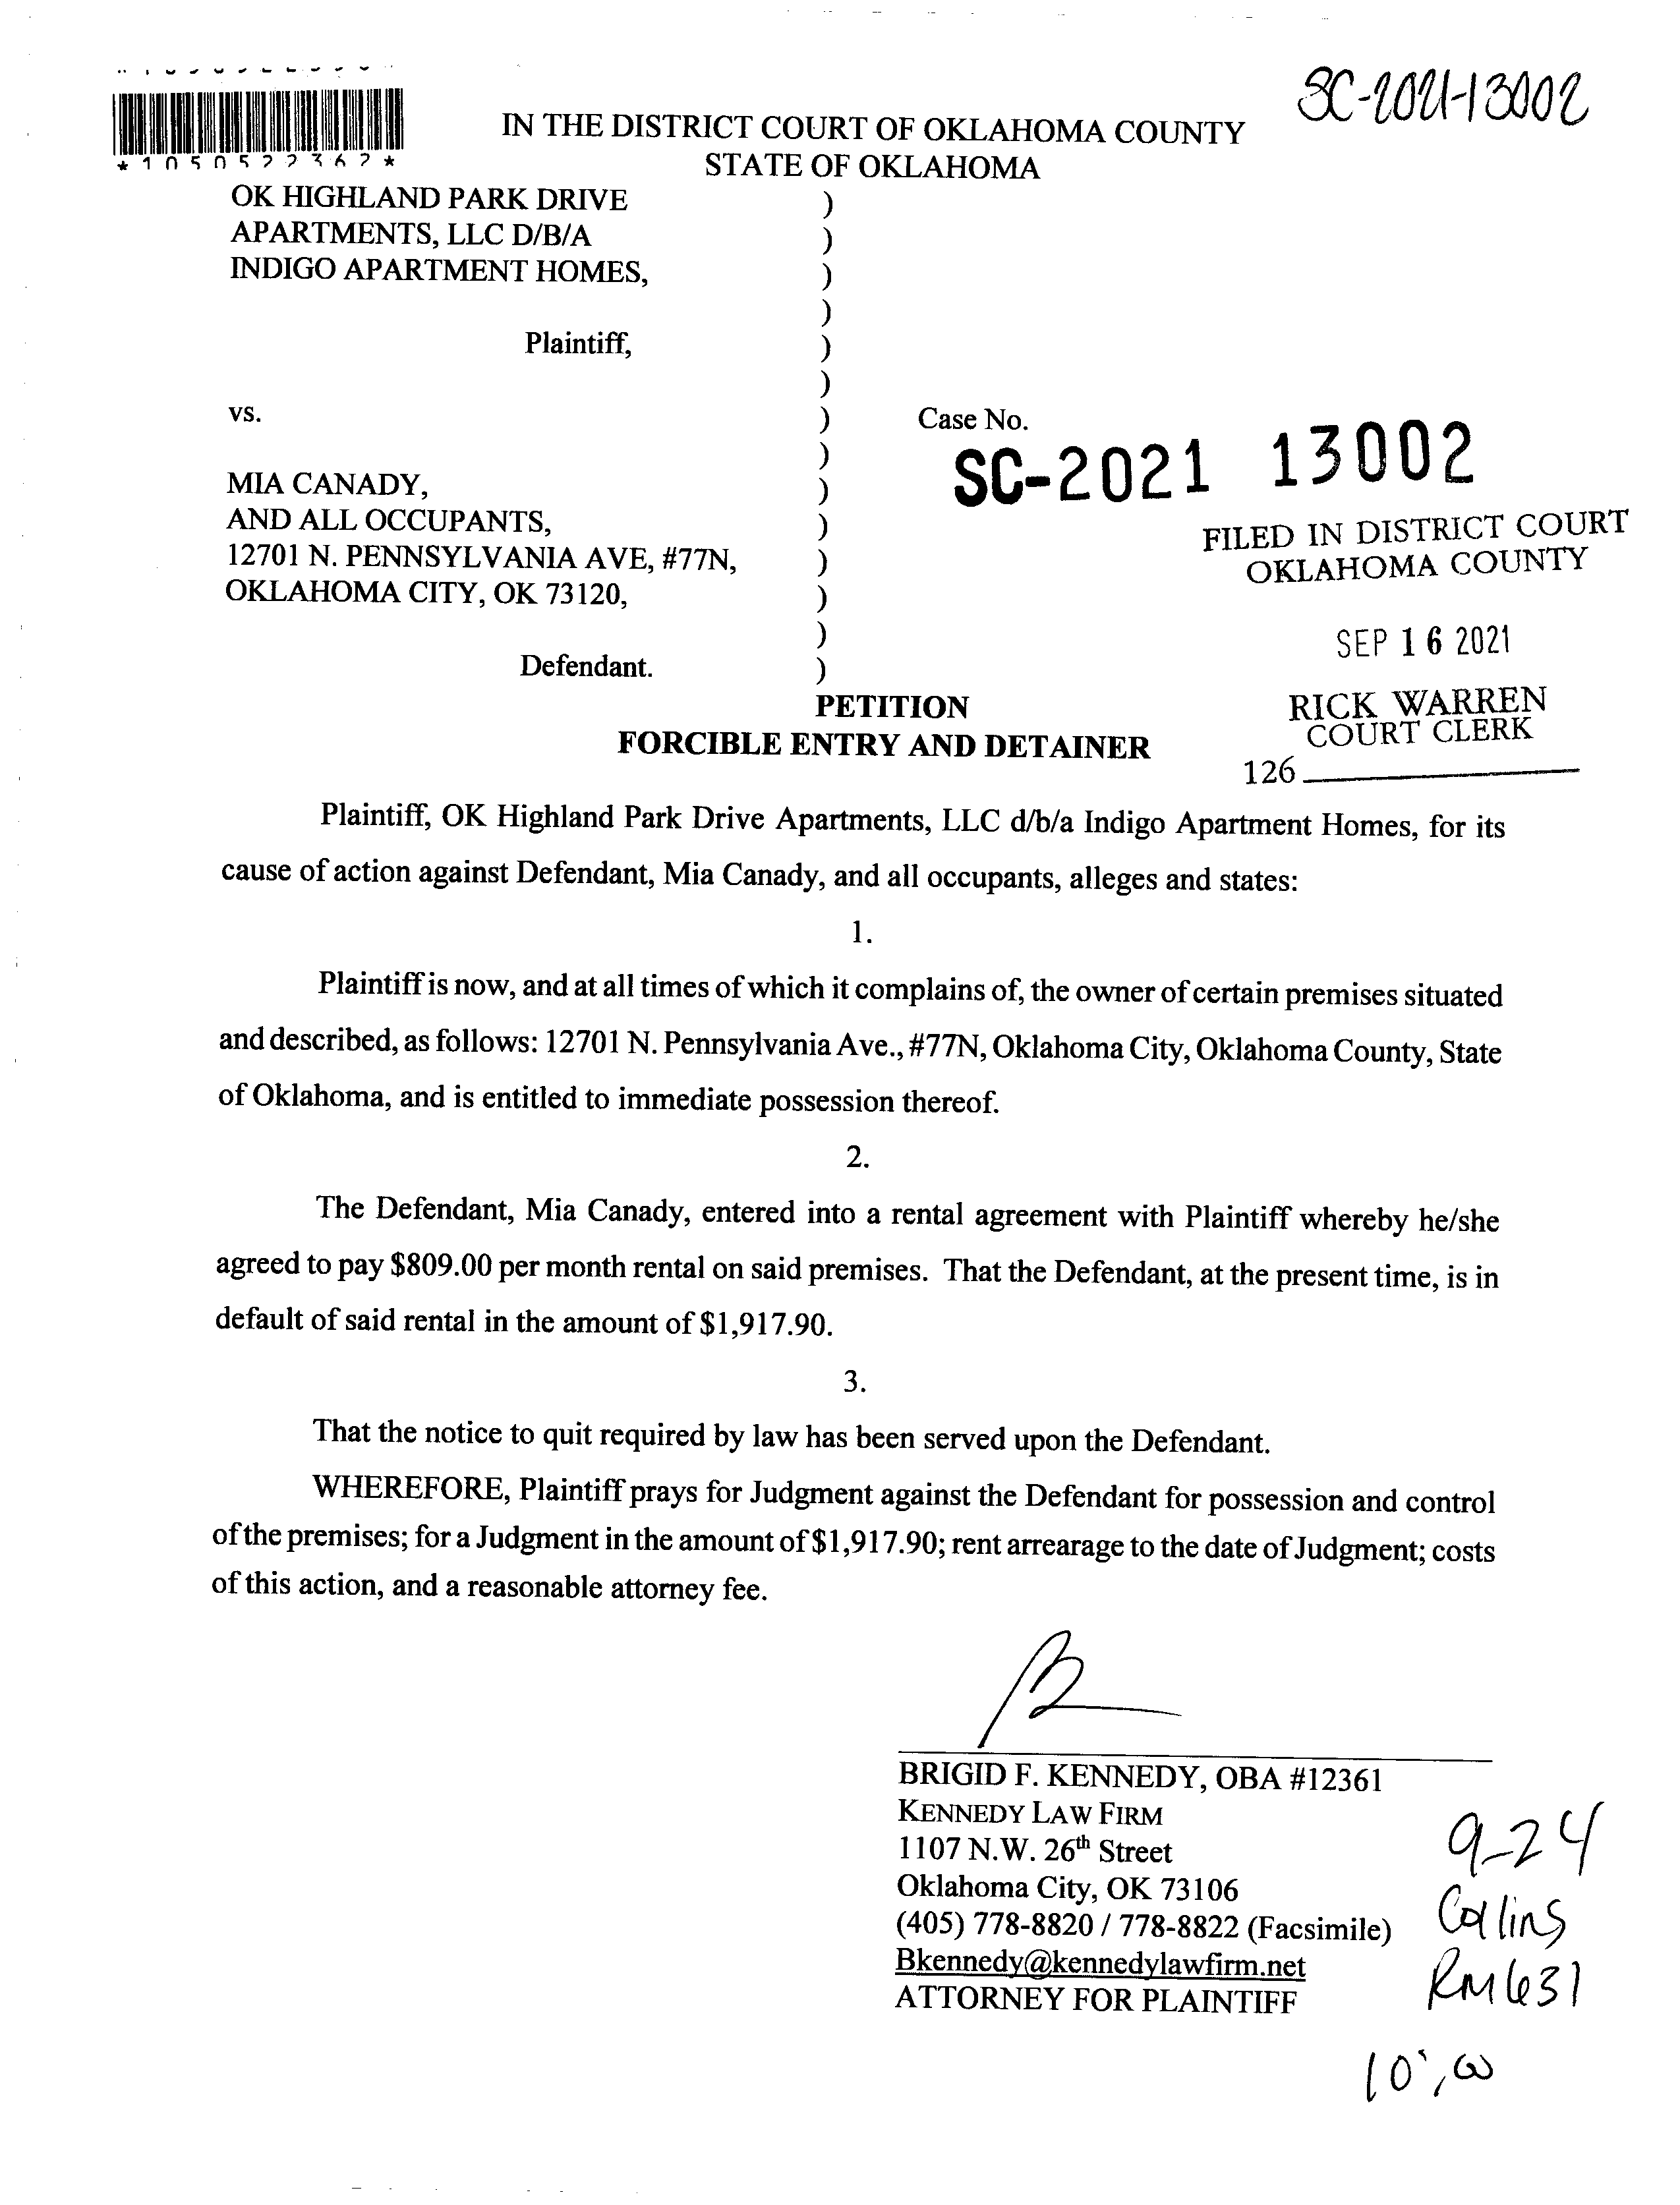 SC-2021-13002
*1050522362*
IN THE DISTRICT COURT OF OKLAHOMA COUNTY
STATE OF OKLAHOMA
OK HIGHLAND PARK DRIVE )
APARTMENTS, LLC D/B/A )
INDIGO APARTMENT HOMES, )
)
Plaintiff, )
)
vs. ) Case No.
) SC-2021 13002
MIA CANADY, )
AND ALL OCCUPANTS, )
12701 N. PENNSYLVANIA AVE, #77N, )
OKLAHOMA CITY, OK 73120, )
)
Defendant. )
FILED IN DISTRICT COURT
OKLAHOMA COUNTY
SEP 16 2021
RICK WARREN
COURT CLERK
126
PETITION
FORCIBLE ENTRY AND DETAINER
Plaintiff, OK Highland Park Drive Apartments, LLC d/b/a Indigo Apartment Homes, for its
cause of action against Defendant, Mia Canady, and all occupants, alleges and states:
1.
Plaintiff is now, and at all times of which it complains of, the owner of certain premises situated
and described, as follows: 12701 N. Pennsylvania Ave., #77N, Oklahoma City, Oklahoma County, State
of Oklahoma, and is entitled to immediate possession thereof.
2.
The Defendant, Mia Canady, entered into a rental agreement with Plaintiff whereby he/she
agreed to pay $809.00 per month rental on said premises. That the Defendant, at the present time, is in
default of said rental in the amount of $1,917.90.
3.
That the notice to quit required by law has been served upon the Defendant.
WHEREFORE, Plaintiff prays for Judgment against the Defendant for possession and control
of the premises; for a Judgment in the amount of $1,917.90; rent arrearage to the date of Judgment; costs
of this action, and a reasonable attorney fee.
BRIGID F. KENNEDY, OBA #12361
KENNEDY LAW FIRM
1107 N.W. 26th Street
Oklahoma City, OK 73106
(405) 778-8820 / 778-8822 (Facsimile)
Bkennedy@kennedylawfirm.net
ATTORNEY FOR PLAINTIFF
9-24
Collins
RM 631
10:00